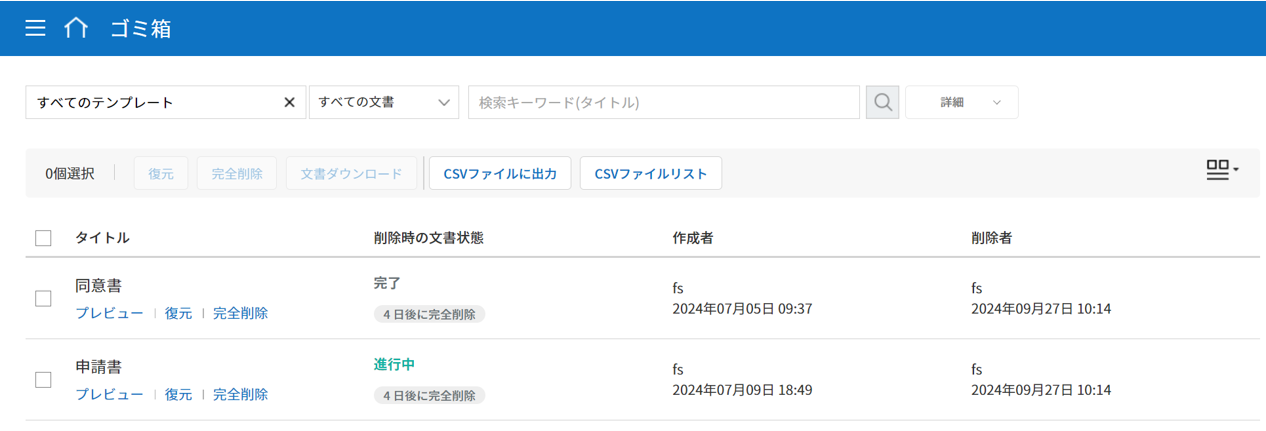 ゴミ箱
すべてのテンプレート すべての文書 検索キーワード(タイトル) 詳細
0個選択 復元 完全削除 文書ダウンロード CSVファイルに出力 CSVファイルリスト
タイトル 削除時の文書状態 作成者 削除者
同意書 完了 fs fs
プレビュー | 復元 | 完全削除 4 日後に完全削除 2024年07月05日 09:37 2024年09月27日 10:14
申請書 進行中 fs fs
プレビュー | 復元 | 完全削除 4 日後に完全削除 2024年07月09日 18:49 2024年09月27日 10:14